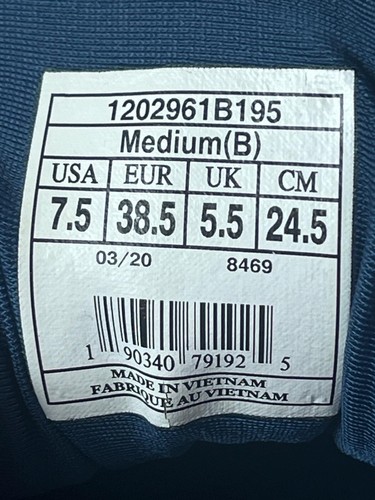 1202961B195
Medium(B)
USA EUR UK CM
7.5 38.5 5.5 24.5
03/20 8469
1 90340 79192 5
MADE IN VIETNAM
FABRIQUE AU VIETNAM